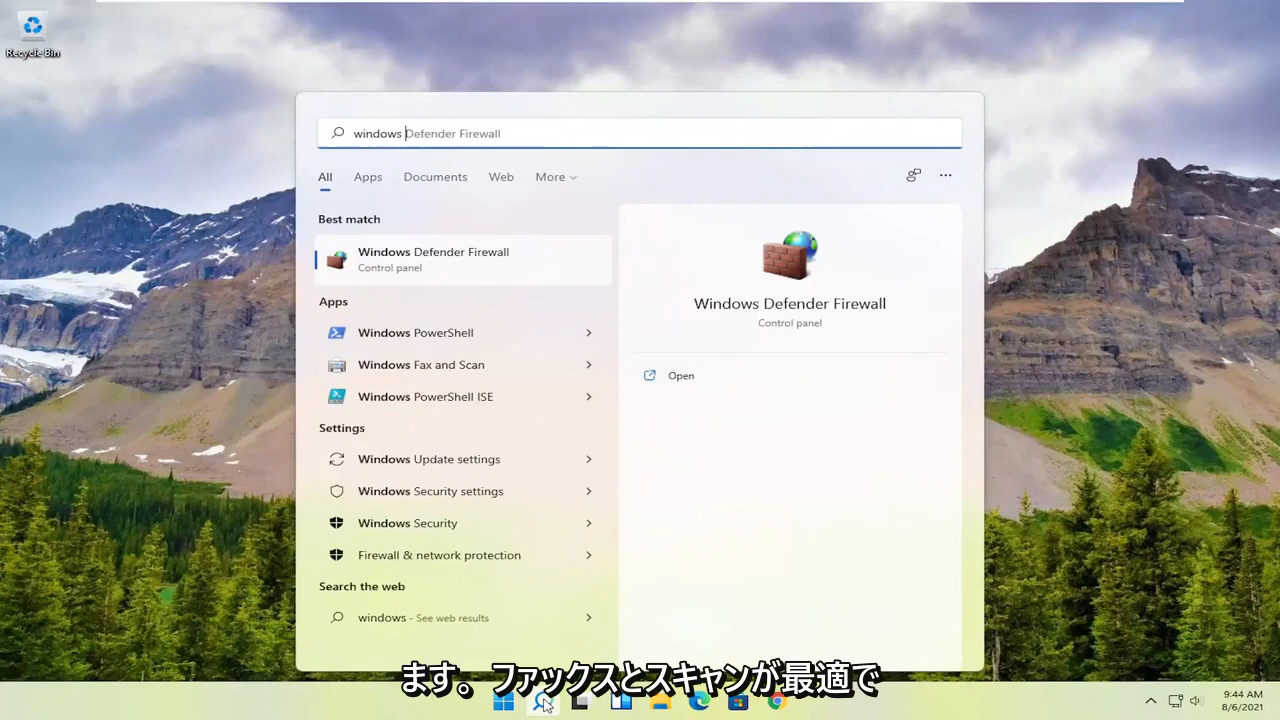 Recycle Bin
windows Defender Firewall
All Apps Documents Web More
Best match
Windows Defender Firewall
Control panel
Apps
Windows PowerShell
Windows Fax and Scan
Windows PowerShell ISE
Settings
Windows Update settings
Windows Security settings
Windows Security
Firewall & network protection
Search the web
windows - See web results
Windows Defender Firewall
Control panel
Open
ます。ファックスとスキャンが最適で
9:44 AM
8/6/2021